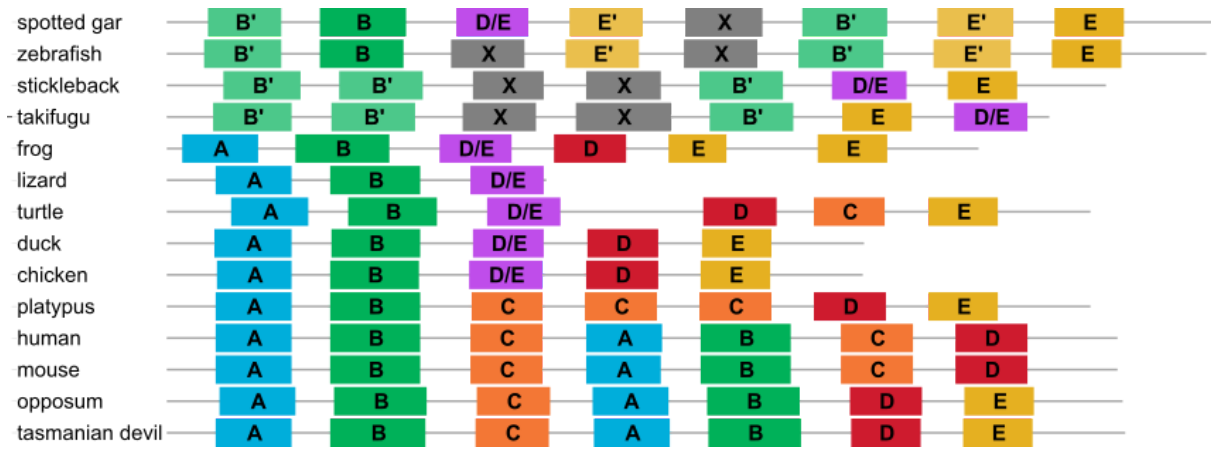 spotted gar B' B D/E E' X B' E' E
zebrafish B' B X E' X B' E' E
stickleback B' B' X X B' D/E E
takifugu B' B' X X B' E D/E
frog A B D/E D E E
lizard A B D/E
turtle A B D/E D C E
duck A B D/E D E
chicken A B D/E D E
platypus A B C C C D E
human A B C A B C D
mouse A B C A B C D
opposum A B C A B D E
tasmanian devil A B C A B D E